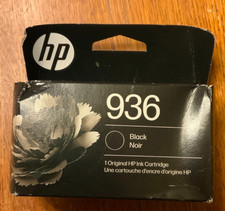 hp
936
Black
Noir
1 Original HP Ink Cartridge
Une cartouche d'encre d'origine HP